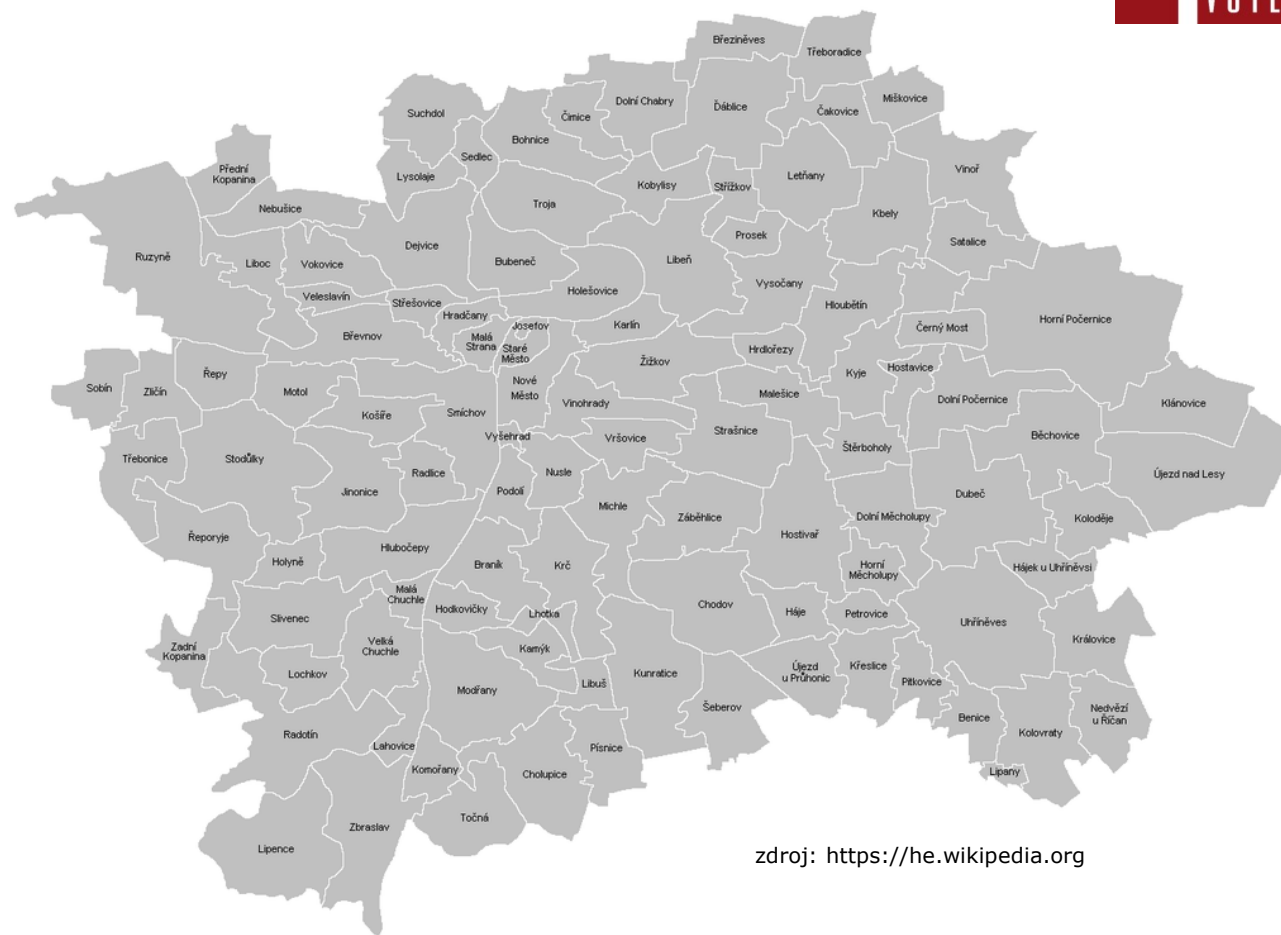 VOTE
Březiněves
Třeboradice
Miškovice
Dolní Chabry
Ďáblice
Čakovice
Suchdol
Čimice
Bohnice
Sedlec
Přední
Kopanina
Lysolaje
Kobylisy
Střížkov
Letňany
Vinoř
Nebušice
Troja
Kbely
Prosek
Satalice
Ruzyně
Liboc
Vokovice
Dejvice
Bubeneč
Libeň
Vysočany
Veleslavín
Střešovice
Holešovice
Hloubětín
Hradčany
Josefov
Karlín
Černý Most
Horní Počernice
Břevnov
Malá
Strana
Staré
Město
Hrdlořezy
Žižkov
Kyje
Hostavice
Sobín
Zličín
Řepy
Motol
Nové
Město
Malešice
Dolní Počernice
Klánovice
Košíře
Smíchov
Vinohrady
Vyšehrad
Vršovice
Strašnice
Běchovice
Třebonice
Stodůlky
Radlice
Nusle
Štěrboholy
Újezd nad Lesy
Jinonice
Podolí
Michle
Dubeč
Záběhlice
Dolní Měcholupy
Koloděje
Řeporyje
Hostivař
Hlubočepy
Holyně
Braník
Krč
Horní
Měcholupy
Hájek u Uhříněvsi
Malá
Chuchle
Hodkovičky
Lhotka
Chodov
Háje
Petrovice
Slivenec
Uhříněves
Zadní
Kopanina
Velká
Chuchle
Kamýk
Královice
Lochkov
Modřany
Libuš
Kunratice
Újezd
u Průhonic
Křeslice
Pitkovice
Šeberov
Nedvězí
u Říčan
Radotín
Benice
Kolovraty
Lahovice
Písnice
Komořany
Cholupice
Lipany
Točná
Zbraslav
Lipence
zdroj: https://he.wikipedia.org